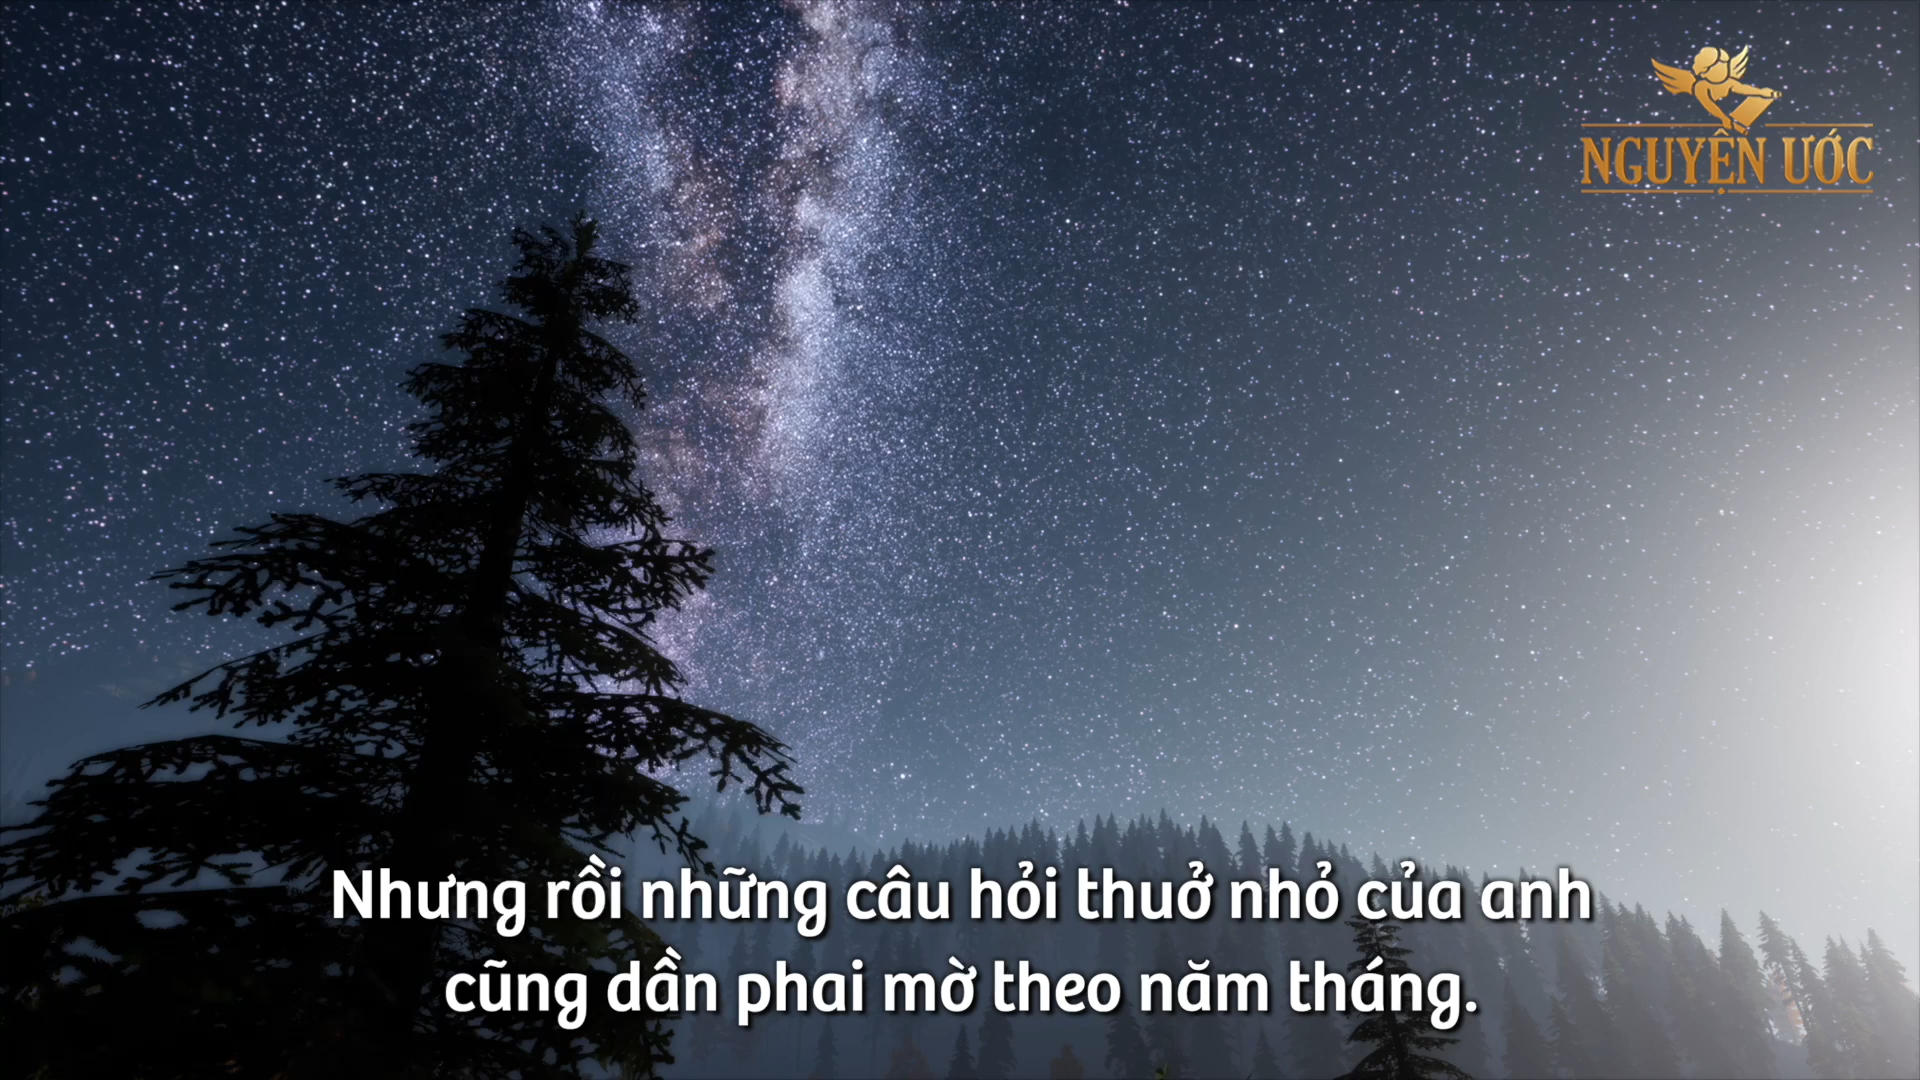 NGUYỆN ƯỚC
Nhưng rồi những câu hỏi thuở nhỏ của anh
cũng dần phai mờ theo năm tháng.